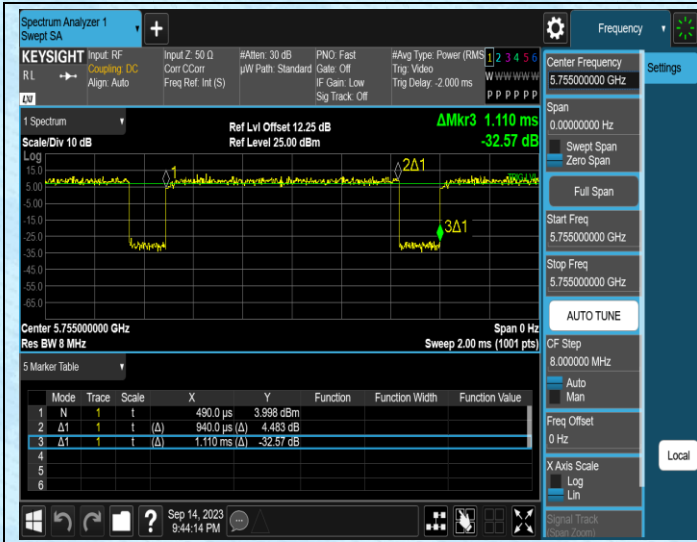 Spectrum Analyzer 1
Swept SA
Frequency
KEYSIGHT
RL
LXI
Input: RF
Coupling: DC
Align: Auto
Input Z: 50 Ω
Corr CCorr
Freq Ref: Int (S)
#Atten: 30 dB
µW Path: Standard
PNO: Fast
Gate: Off
IF Gain: Low
Sig Track: Off
#Avg Type: Power (RMS
Trig: Video
Trig Delay: -2.000 ms
1 2 3 4 5 6
W W W W W W
P P P P P P
Center Frequency
5.755000000 GHz
Settings
Span
0.00000000 Hz
Swept Span
Zero Span
Full Span
Start Freq
5.755000000 GHz
Stop Freq
5.755000000 GHz
AUTO TUNE
CF Step
8.000000 MHz
Auto
Man
Freq Offset
0 Hz
X Axis Scale
Log
Lin
Signal Track
(Span Zoom)
Local
1 Spectrum
Scale/Div 10 dB
Ref Lvl Offset 12.25 dB
Ref Level 25.00 dBm
ΔMkr3 1.110 ms
-32.57 dB
Log
15.0
5.00
-5.00
-15.0
-25.0
-35.0
-45.0
-55.0
-65.0
1
2Δ1
3Δ1
Center 5.755000000 GHz
Res BW 8 MHz
Span 0 Hz
Sweep 2.00 ms (1001 pts)
5 Marker Table
Mode Trace Scale X Y Function Function Width Function Value
1 N 1 t 490.0 µs 3.998 dBm
2 Δ1 1 t (Δ) 940.0 µs (Δ) 4.483 dB
3 Δ1 1 t (Δ) 1.110 ms (Δ) -32.57 dB
4
5
6
?
Sep 14, 2023
9:44:14 PM